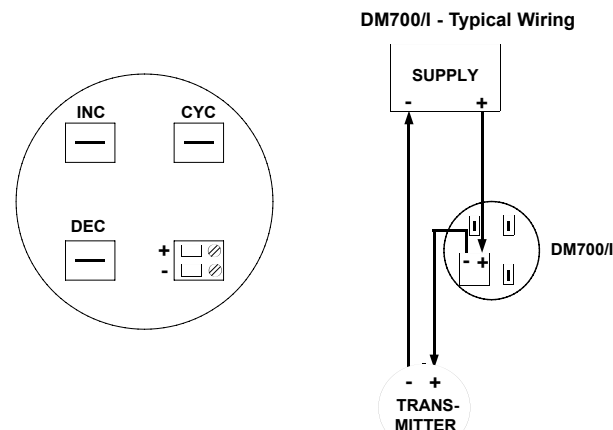 DM700/I - Typical Wiring
INC
CYC
DEC
+
-
SUPPLY
- +
- +
DM700/I
- +
TRANS-
MITTER